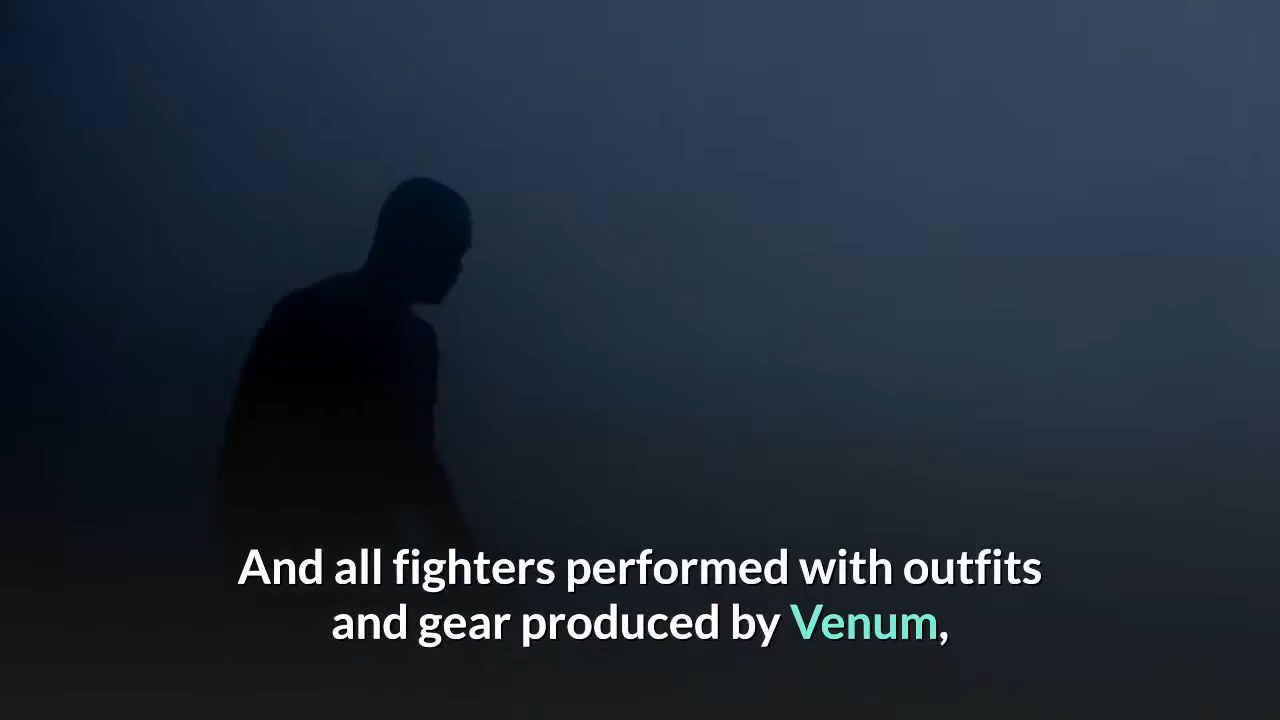 And all fighters performed with outfits
and gear produced by Venum,